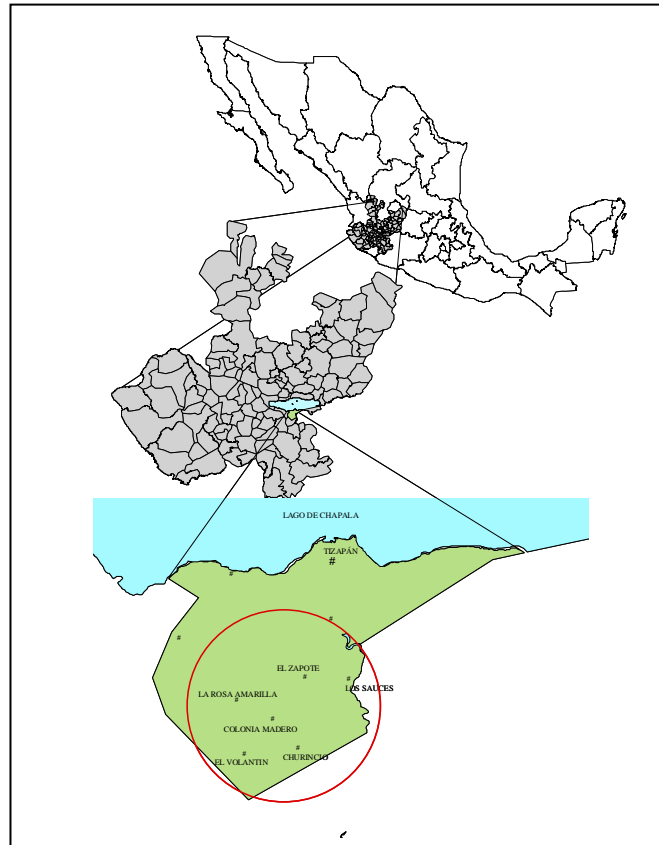 LAGO DE CHAPALA
TIZAPÁN
#
#
#
#
EL ZAPOTE
#
#
LOS SAUCES
LA ROSA AMARILLA
#
#
COLONIA MADERO
#
#
EL VOLANTIN
CHURINCIO